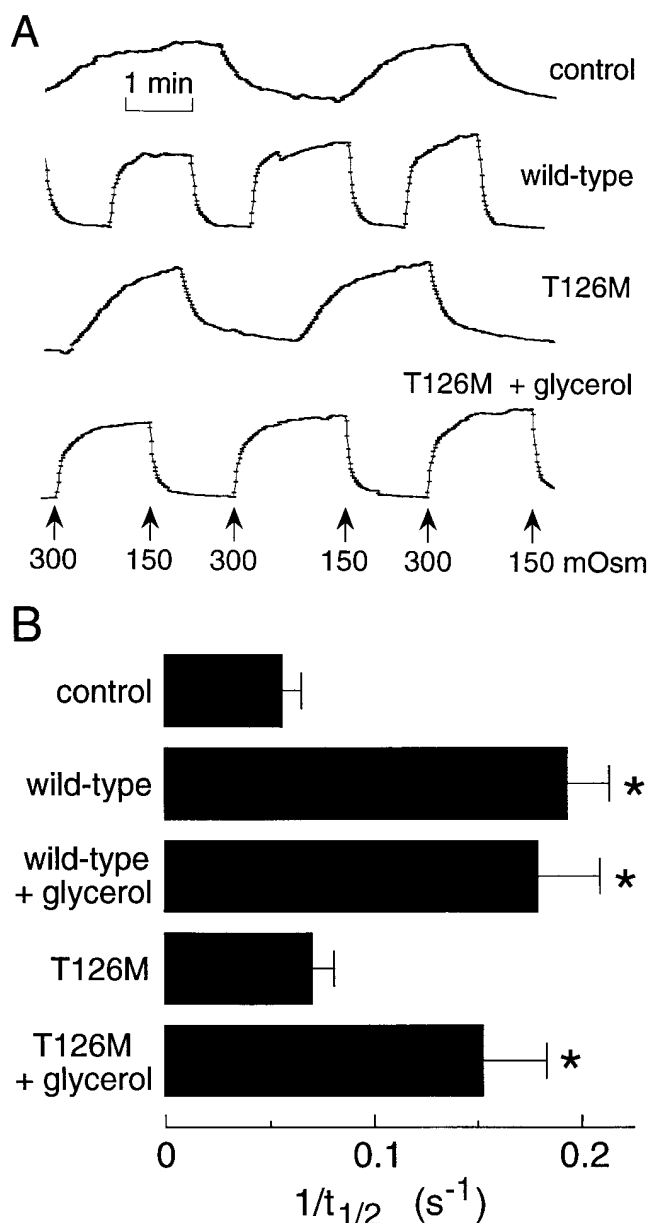 A
control
1 min
wild-type
T126M
T126M + glycerol
300 150 300 150 300 150 mOsm
B
control
wild-type
wild-type
+ glycerol
T126M
T126M
+ glycerol
* * *
0 0.1 0.2
1/t1/2 (s-1)